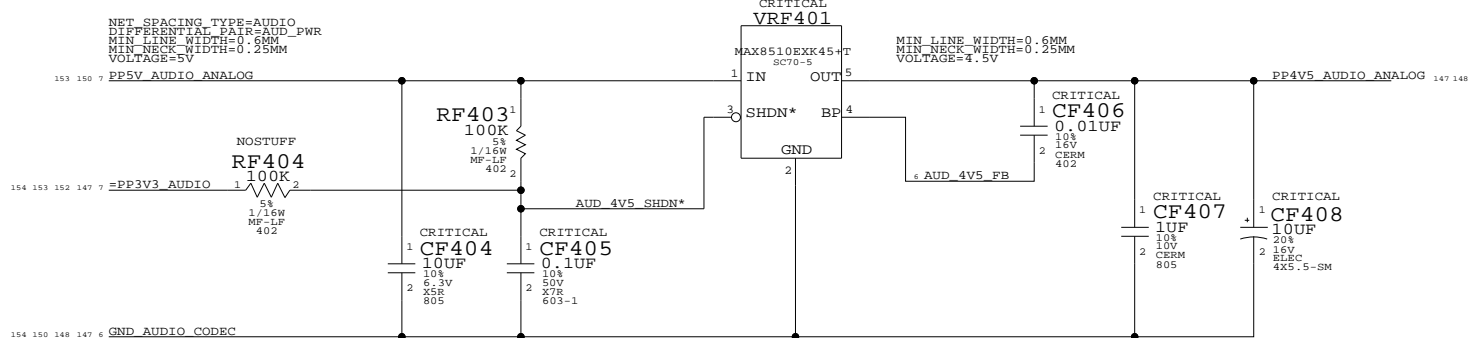 CRITICAL
VRF401
NET_SPACING_TYPE=AUDIO
DIFFERENTIAL_PAIR=AUD_PWR
MIN_LINE_WIDTH=0.6MM
MIN_NECK_WIDTH=0.25MM
VOLTAGE=5V
MAX8510EXK45+T
SC70-5
MIN_LINE_WIDTH=0.6MM
MIN_NECK_WIDTH=0.25MM
VOLTAGE=4.5V
153 150 7 PP5V_AUDIO_ANALOG
1 IN
OUT 5
PP4V5_AUDIO_ANALOG 147 148
RF403 1
100K
5%
1/16W
MF-LF
402
2
3 SHDN*
BP 4
GND
2
CRITICAL
1 CF406
0.01UF
10%
16V
2 CERM
402
NOSTUFF
RF404
100K
1 2
5%
1/16W
MF-LF
402
154 153 152 147 7 =PP3V3_AUDIO
6 AUD_4V5_FB
AUD_4V5_SHDN*
CRITICAL
1 CF404
10UF
10%
6.3V
2 X5R
805
CRITICAL
1 CF405
0.1UF
10%
50V
2 X7R
603-1
CRITICAL
1 CF407
1UF
10%
10V
2 CERM
805
CRITICAL
1 CF408
+
10UF
20%
16V
2 ELEC
4X5.5-SM
154 150 148 147 6 GND_AUDIO_CODEC